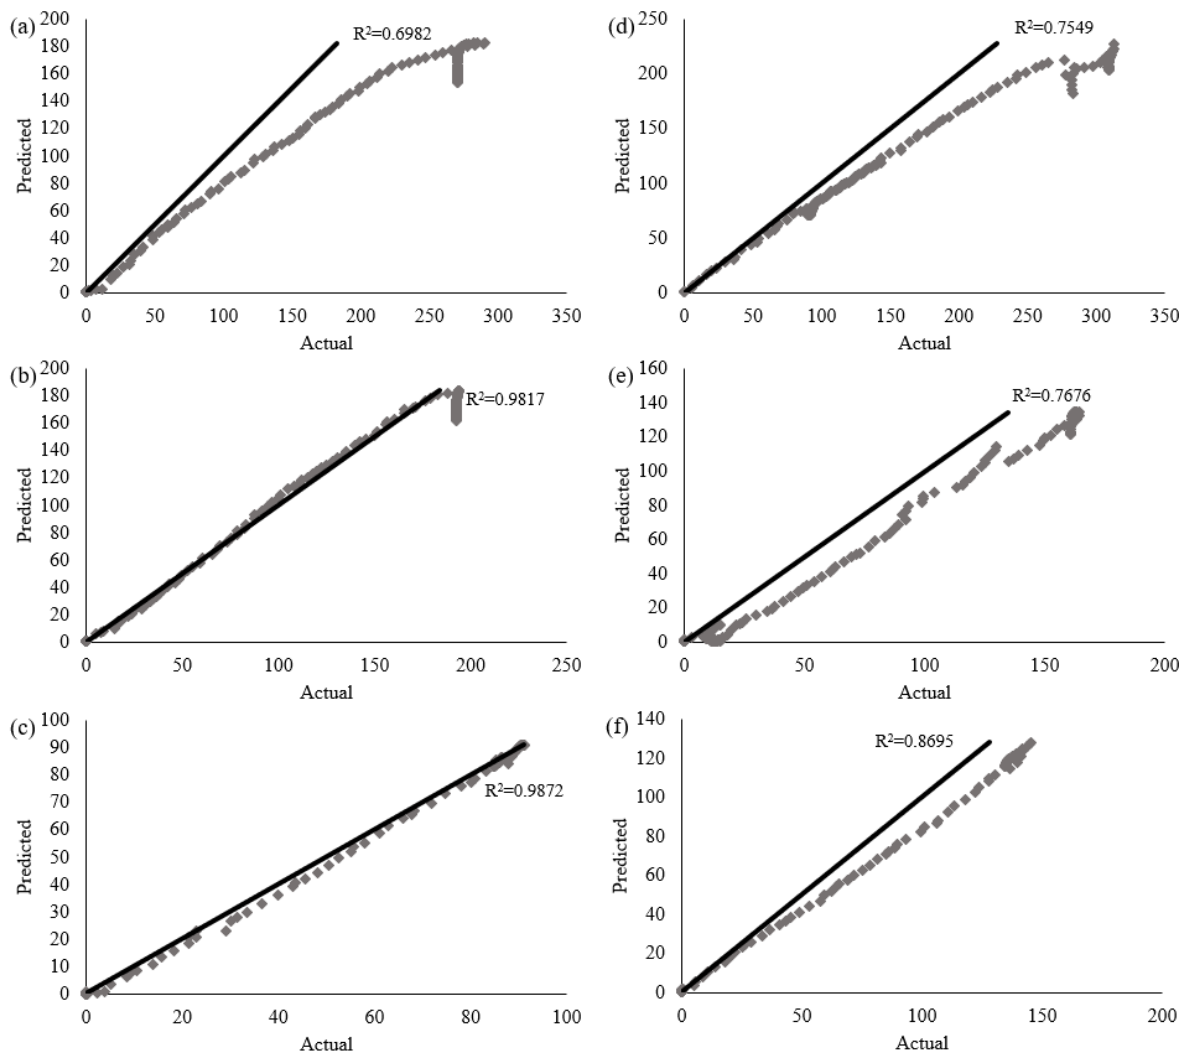 (a)
200
180
160
140
120
100
80
60
40
20
0
Predicted
R²=0.6982
0 50 100 150 200 250 300 350
Actual
(d)
250
200
150
100
50
0
Predicted
R²=0.7549
0 50 100 150 200 250 300 350
Actual
(b)
200
180
160
140
120
100
80
60
40
20
0
Predicted
R²=0.9817
0 50 100 150 200 250
Actual
(e)
160
140
120
100
80
60
40
20
0
Predicted
R²=0.7676
0 50 100 150 200
Actual
(c)
100
90
80
70
60
50
40
30
20
10
0
Predicted
R²=0.9872
0 20 40 60 80 100
Actual
(f)
140
120
100
80
60
40
20
0
Predicted
R²=0.8695
0 50 100 150 200
Actual